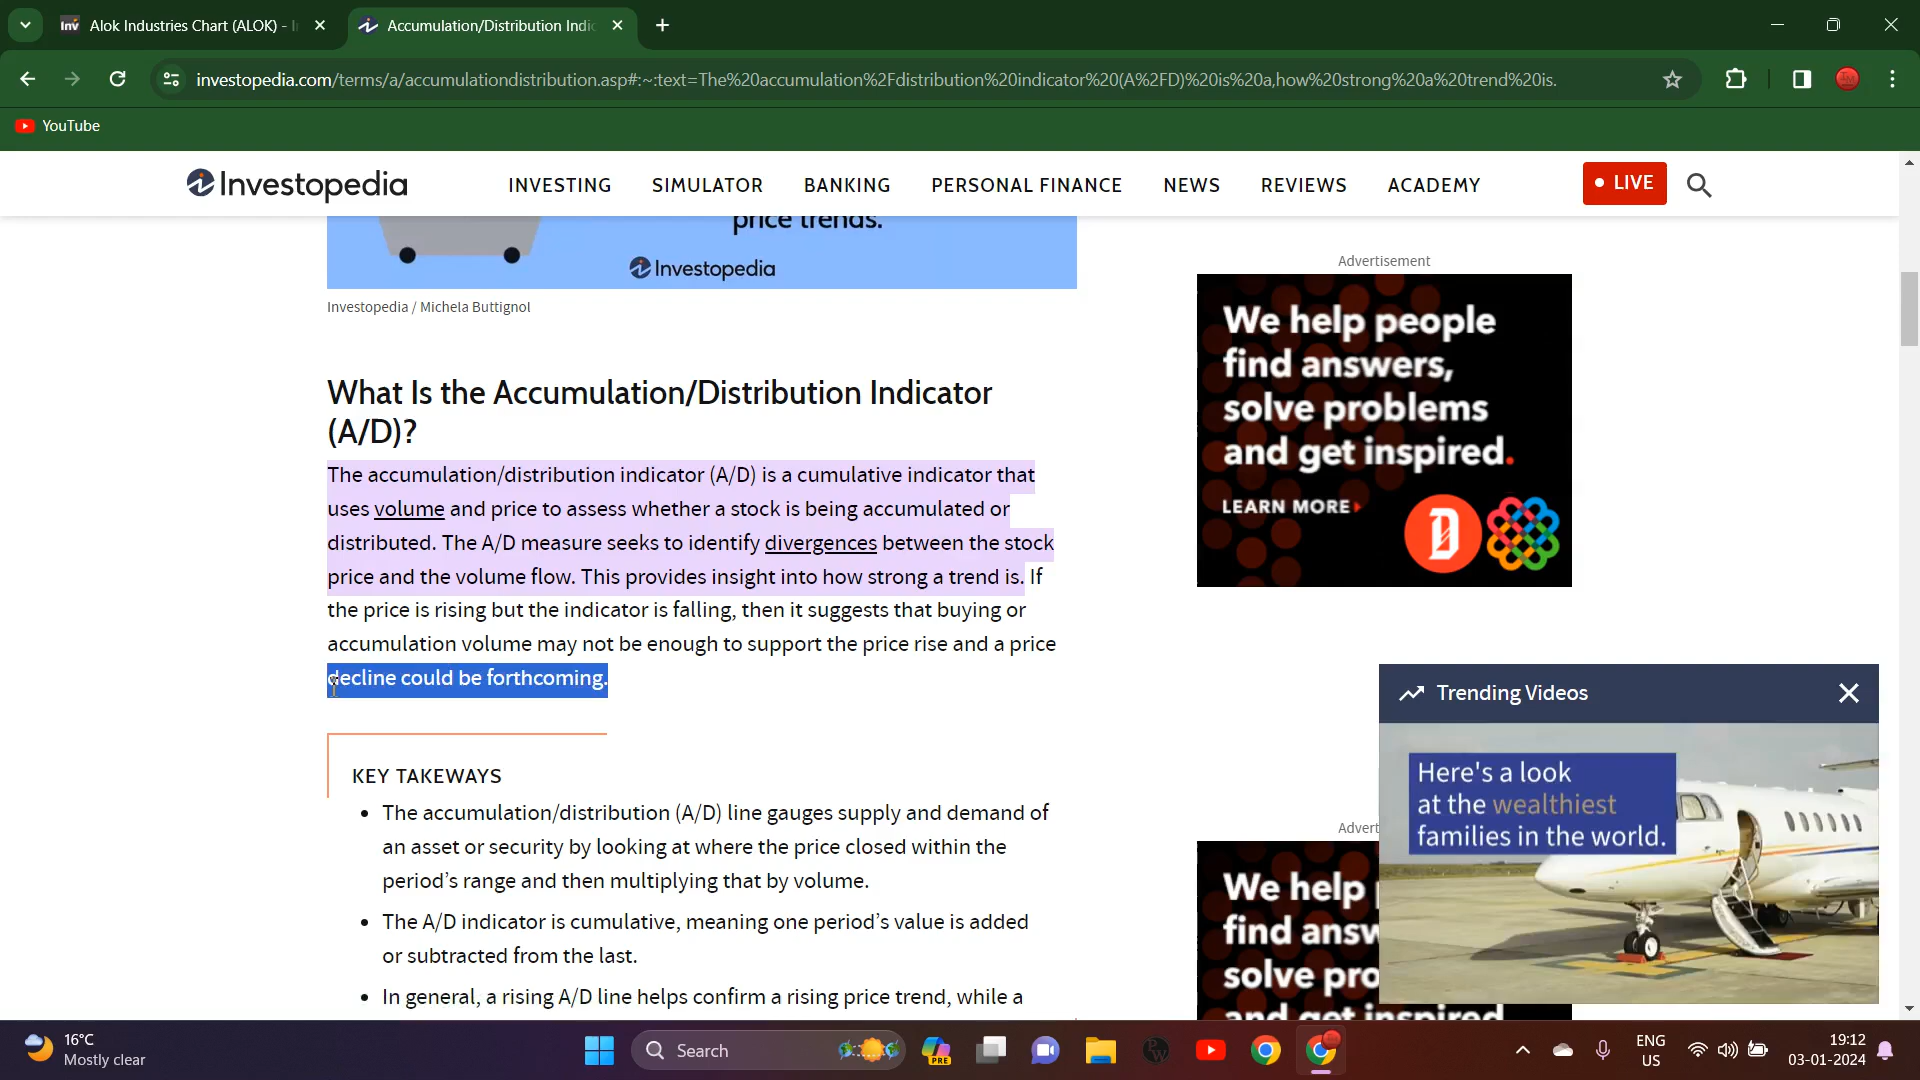 Alok Industries Chart (ALOK) - I
Accumulation/Distribution Indic
investopedia.com/terms/a/accumulationdistribution.asp#:~:text=The%20accumulation%2Fdistribution%20indicator%20(A%2FD)%20is%20a,how%20strong%20a%20trend%20is.
YouTube
Investopedia
INVESTING
SIMULATOR
BANKING
PERSONAL FINANCE
NEWS
REVIEWS
ACADEMY
LIVE
price trends.
Investopedia
Investopedia / Michela Buttignol
What Is the Accumulation/Distribution Indicator
(A/D)?
The accumulation/distribution indicator (A/D) is a cumulative indicator that
uses volume and price to assess whether a stock is being accumulated or
distributed. The A/D measure seeks to identify divergences between the stock
price and the volume flow. This provides insight into how strong a trend is. If
the price is rising but the indicator is falling, then it suggests that buying or
accumulation volume may not be enough to support the price rise and a price
decline could be forthcoming.
KEY TAKEWAYS
The accumulation/distribution (A/D) line gauges supply and demand of
an asset or security by looking at where the price closed within the
period's range and then multiplying that by volume.
The A/D indicator is cumulative, meaning one period's value is added
or subtracted from the last.
In general, a rising A/D line helps confirm a rising price trend, while a
Advertisement
We help people
find answers,
solve problems
and get inspired.
LEARN MORE
Trending Videos
Here's a look
at the wealthiest
families in the world.
Advert
We help
find answ
solve pro
and get inspired
16°C
Mostly clear
Search
PRE
ENG
US
19:12
03-01-2024